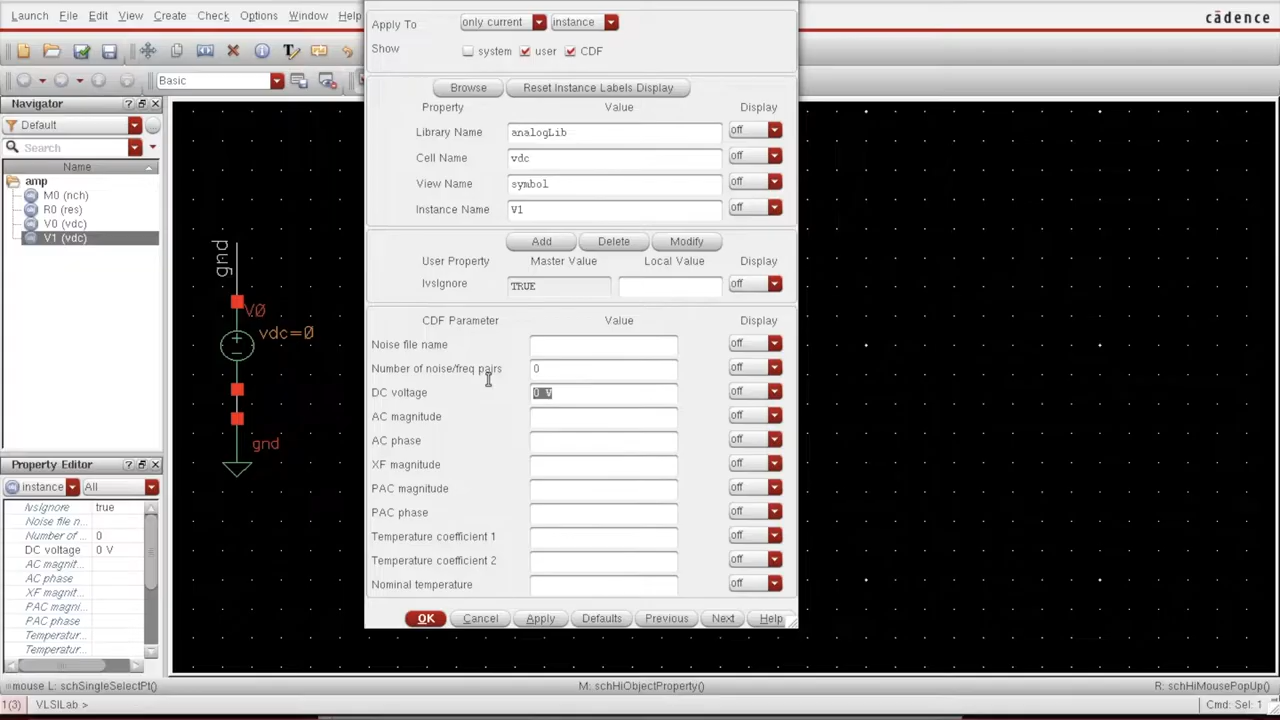 Launch File Edit View Create Check Options Window Help
cādence
Basic
Navigator
Default
Search
Name
amp
M0 (nch)
R0 (res)
V0 (vdc)
V1 (vdc)
Property Editor
instance All
lvsIgnore true
Noise file n...
Number of ... 0
DC voltage 0 V
AC magnit...
AC phase
XF magnit...
PAC magni...
PAC phase
Temperatur...
Temperatur...
gnd
V0
vdc=0
gnd
Apply To only current instance
Show system user CDF
Browse Reset Instance Labels Display
Property Value Display
Library Name analogLib off
Cell Name vdc off
View Name symbol off
Instance Name V1 off
Add Delete Modify
User Property Master Value Local Value Display
lvsIgnore TRUE off
CDF Parameter Value Display
Noise file name off
Number of noise/freq pairs 0 off
DC voltage 0 V off
AC magnitude off
AC phase off
XF magnitude off
PAC magnitude off
PAC phase off
Temperature coefficient 1 off
Temperature coefficient 2 off
Nominal temperature off
OK Cancel Apply Defaults Previous Next Help
mouse L: schSingleSelectPt() M: schHiObjectProperty() R: schHiMousePopUp()
1(3) VLSILab > Cmd: Sel: 1